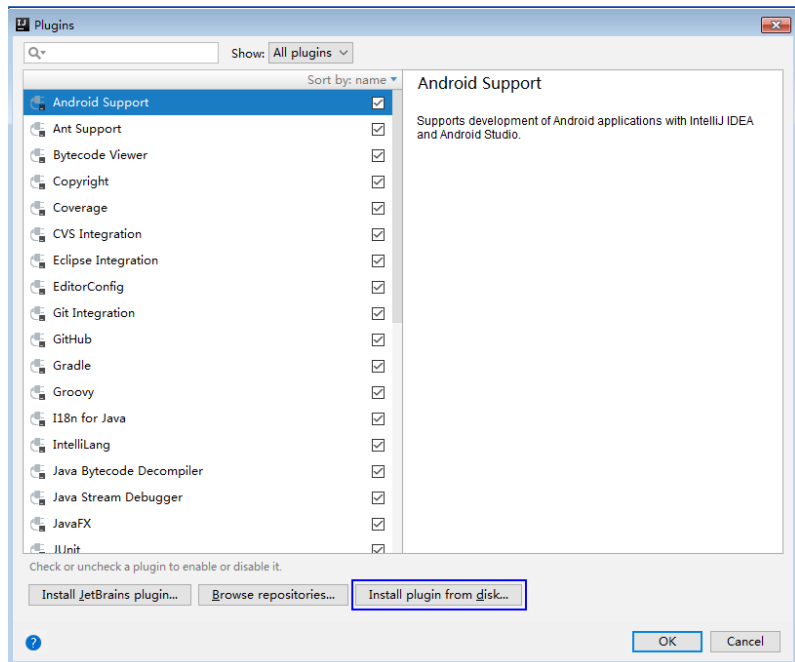 Plugins
Show: All plugins
Sort by: name
Android Support
Ant Support
Bytecode Viewer
Copyright
Coverage
CVS Integration
Eclipse Integration
EditorConfig
Git Integration
GitHub
Gradle
Groovy
I18n for Java
IntelliLang
Java Bytecode Decompiler
Java Stream Debugger
JavaFX
JUnit
Android Support
Supports development of Android applications with IntelliJ IDEA
and Android Studio.
Check or uncheck a plugin to enable or disable it.
Install JetBrains plugin... Browse repositories... Install plugin from disk...
? OK Cancel